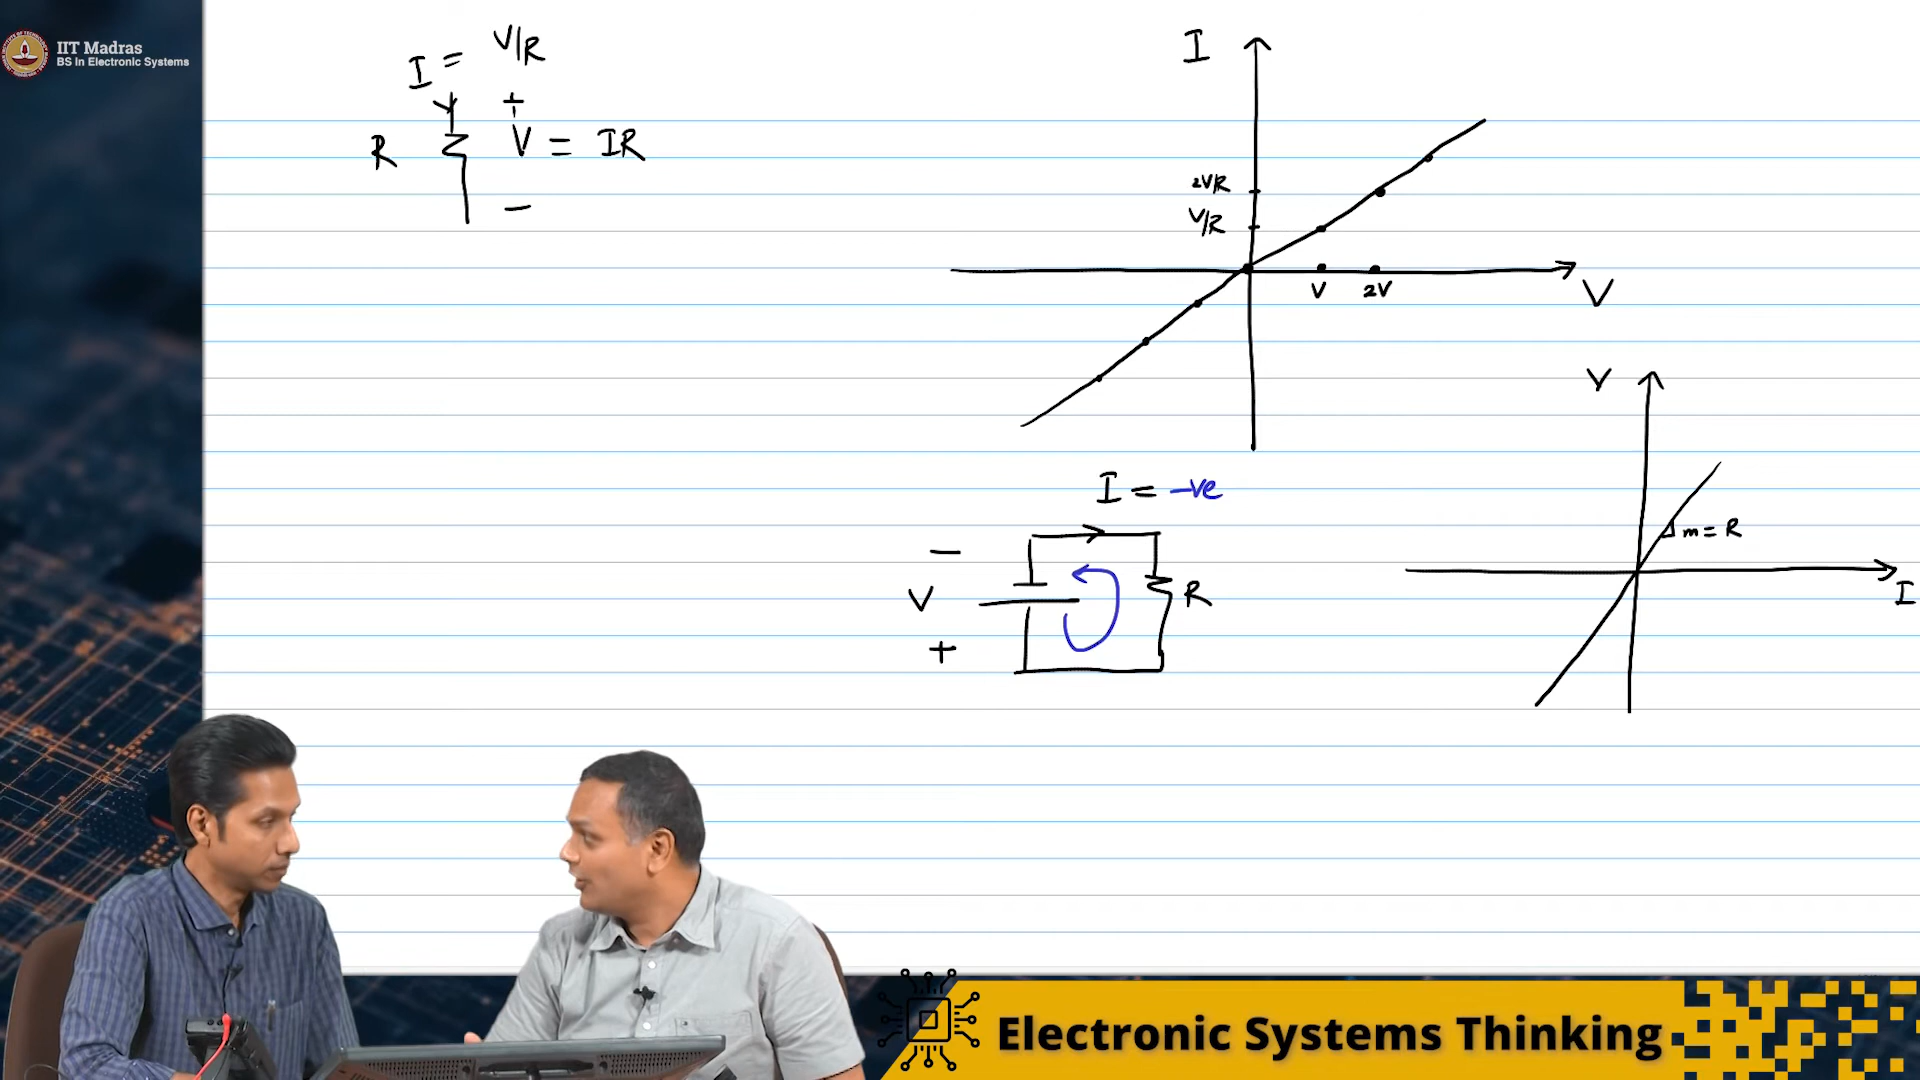 IIT Madras
BS In Electronic Systems
I = V/R
+
R V = IR
−
I
2V/R
V/R
V 2V
V
V
m = R
I
I = -ve
−
V
R
+
Electronic Systems Thinking